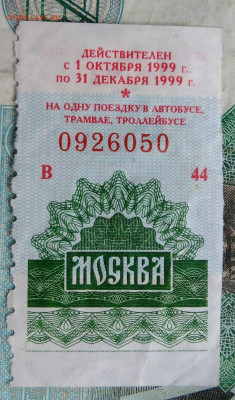 ДЕЙСТВИТЕЛЕН
с 1 ОКТЯБРЯ 1999 г.
по 31 ДЕКАБРЯ 1999 г.
*
НА ОДНУ ПОЕЗДКУ В АВТОБУСЕ,
ТРАМВАЕ, ТРОЛЛЕЙБУСЕ
0926050
В 44
МОСКВА